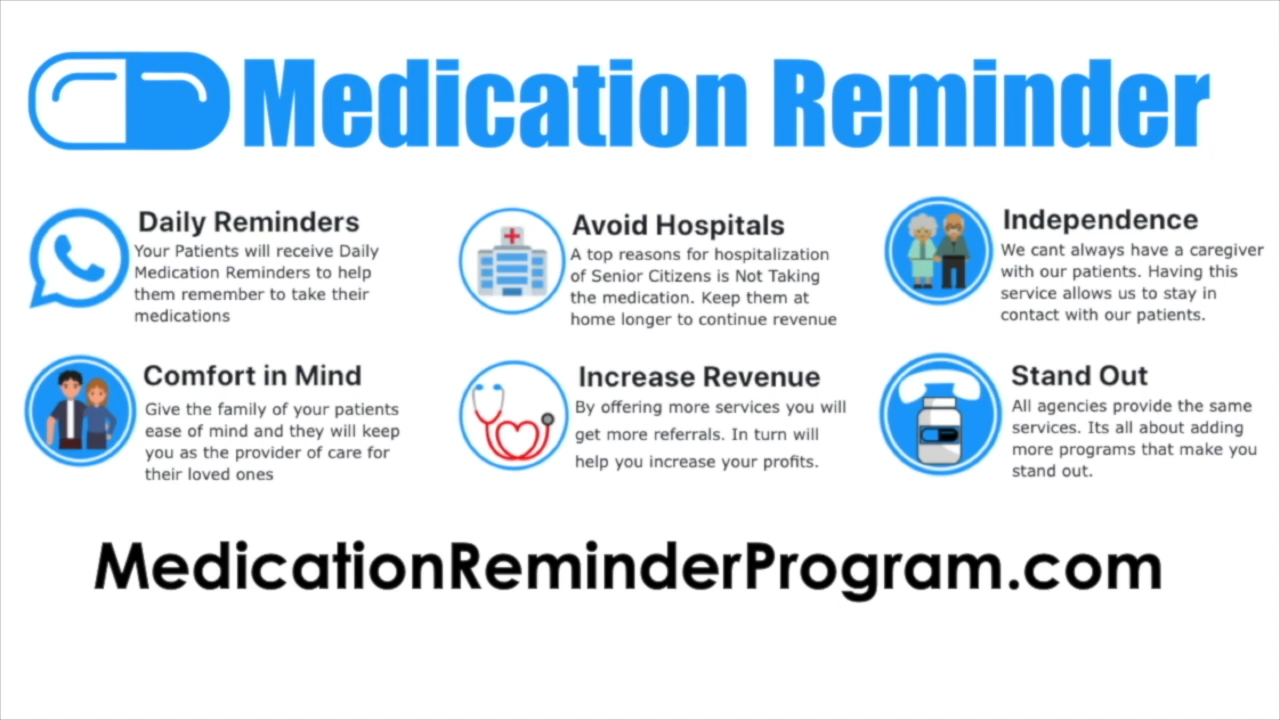 Medication Reminder
Daily Reminders
Your Patients will receive Daily
Medication Reminders to help
them remember to take their
medications
Avoid Hospitals
A top reasons for hospitalization
of Senior Citizens is Not Taking
the medication. Keep them at
home longer to continue revenue
Independence
We cant always have a caregiver
with our patients. Having this
service allows us to stay in
contact with our patients.
Comfort in Mind
Give the family of your patients
ease of mind and they will keep
you as the provider of care for
their loved ones
Increase Revenue
By offering more services you will
get more referrals. In turn will
help you increase your profits.
Stand Out
All agencies provide the same
services. Its all about adding
more programs that make you
stand out.
MedicationReminderProgram.com